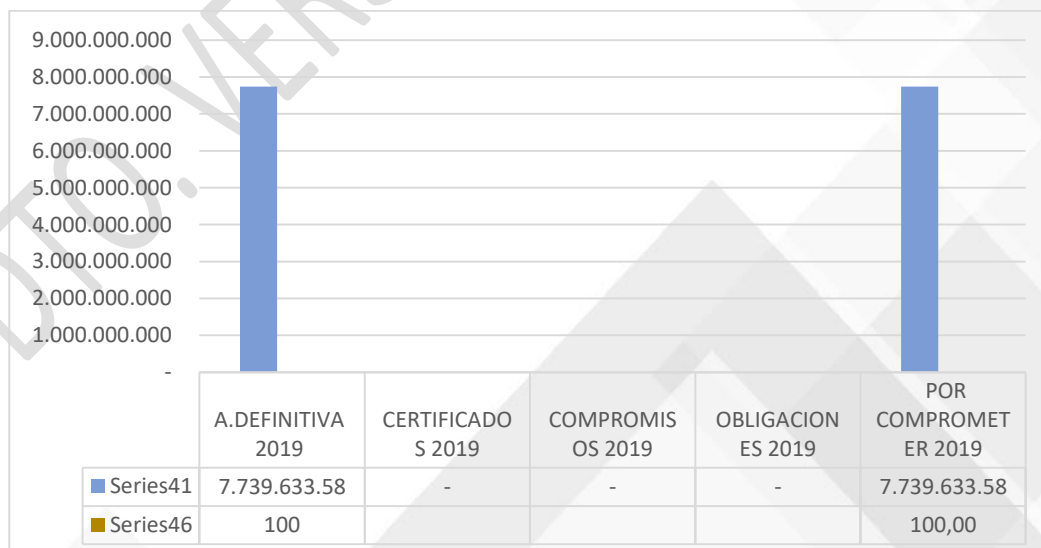 DTO. VERS
9.000.000.000
8.000.000.000
7.000.000.000
6.000.000.000
5.000.000.000
4.000.000.000
3.000.000.000
2.000.000.000
1.000.000.000
-
A.DEFINITIVA
2019
CERTIFICADO
S 2019
COMPROMIS
OS 2019
OBLIGACION
ES 2019
POR
COMPROMET
ER 2019
Series41 7.739.633.58 - - - 7.739.633.58
Series46 100 100,00